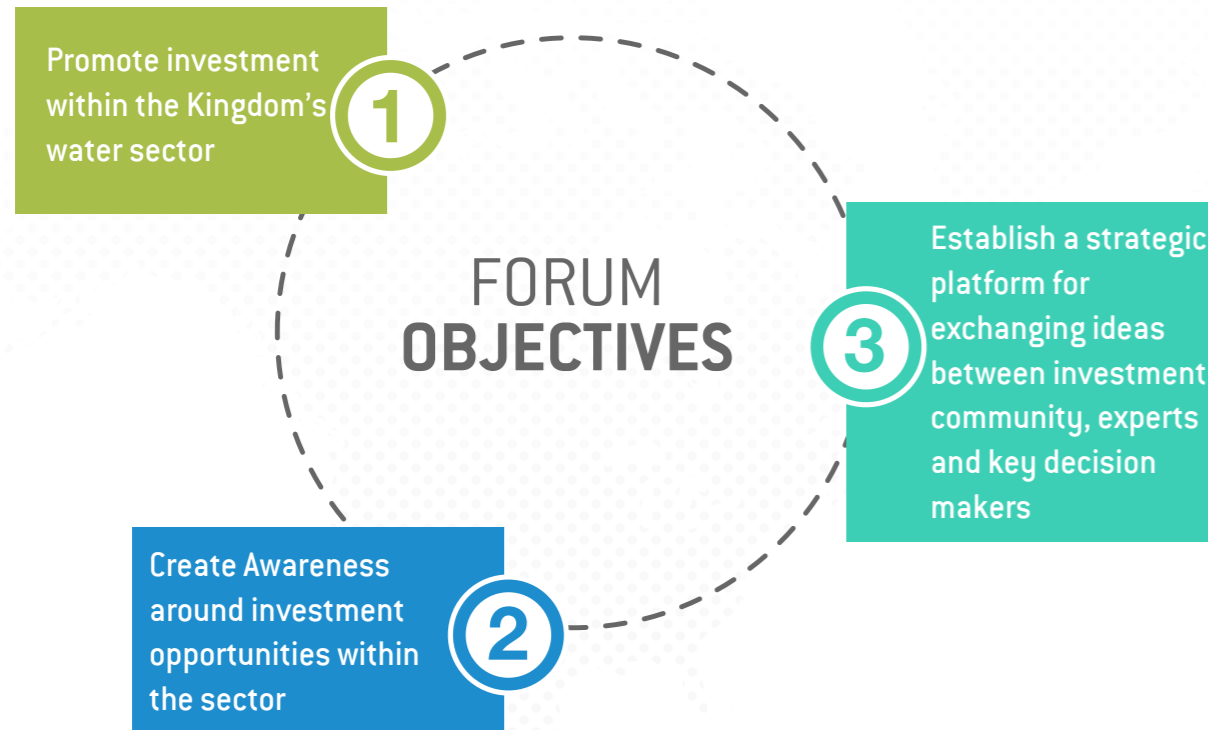 Promote investment
within the Kingdom’s
water sector
1
FORUM
OBJECTIVES
Create Awareness
around investment
opportunities within
the sector
2
3
Establish a strategic
platform for
exchanging ideas
between investment
community, experts
and key decision
makers